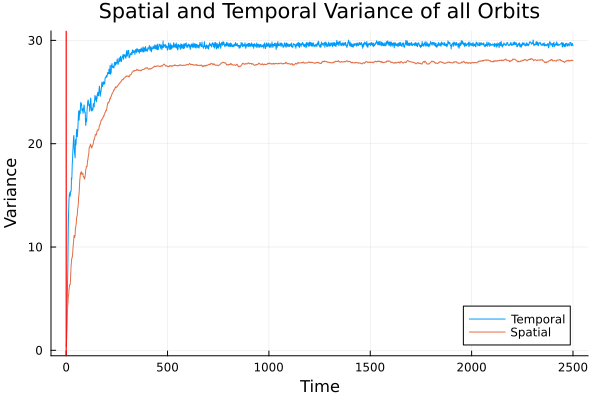 Spatial and Temporal Variance of all Orbits
30
20
10
0
Variance
Temporal
Spatial
0 500 1000 1500 2000 2500
Time